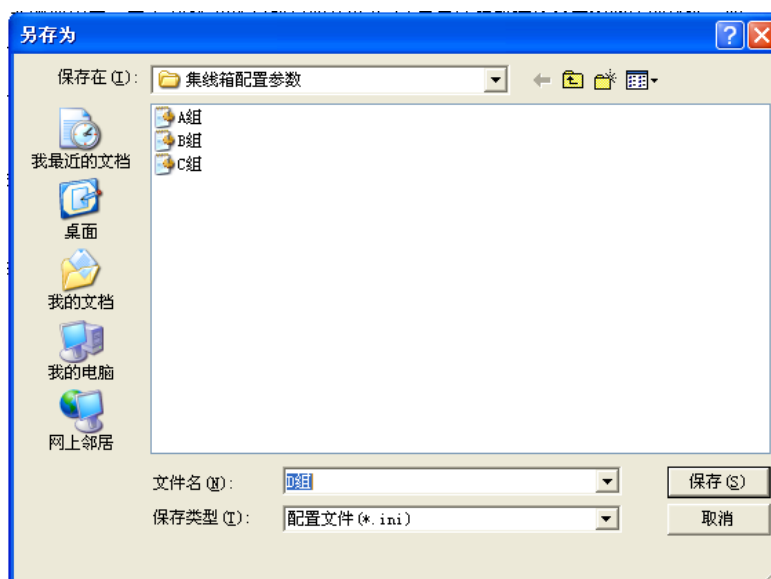 另存为
保存在(I):
集线箱配置参数
A组
B组
C组
我最近的文档
桌面
我的文档
我的电脑
网上邻居
文件名(N):
D组
保存(S)
保存类型(T):
配置文件(*.ini)
取消